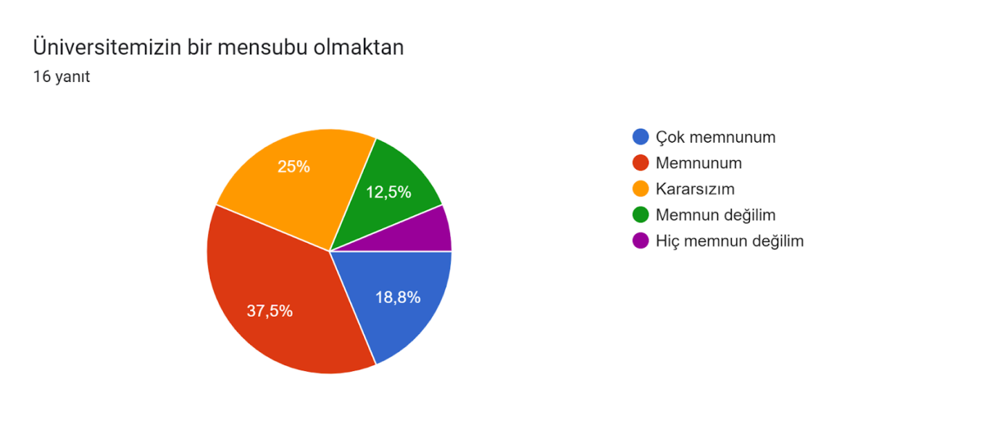 Üniversitemizin bir mensubu olmaktan
16 yanıt
Çok memnunum
Memnunum
Kararsızım
Memnun değilim
Hiç memnun değilim
25%
12,5%
18,8%
37,5%